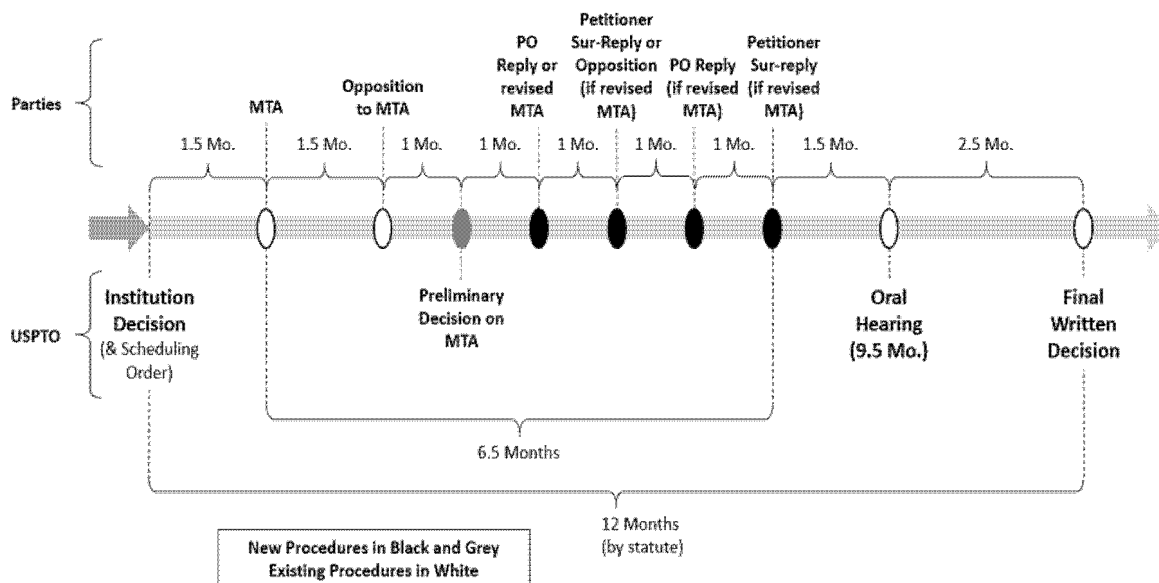 Parties
MTA
Opposition
to MTA
PO
Reply or
revised
MTA
Petitioner
Sur-Reply or
Opposition
(if revised
MTA)
PO Reply
(if revised
MTA)
Petitioner
Sur-reply
(if revised
MTA)
1.5 Mo.
1.5 Mo.
1 Mo.
1 Mo.
1 Mo.
1 Mo.
1 Mo.
1.5 Mo.
2.5 Mo.
USPTO
Institution
Decision
(& Scheduling
Order)
Preliminary
Decision on
MTA
Oral
Hearing
(9.5 Mo.)
Final
Written
Decision
6.5 Months
12 Months
(by statute)
New Procedures in Black and Grey
Existing Procedures in White